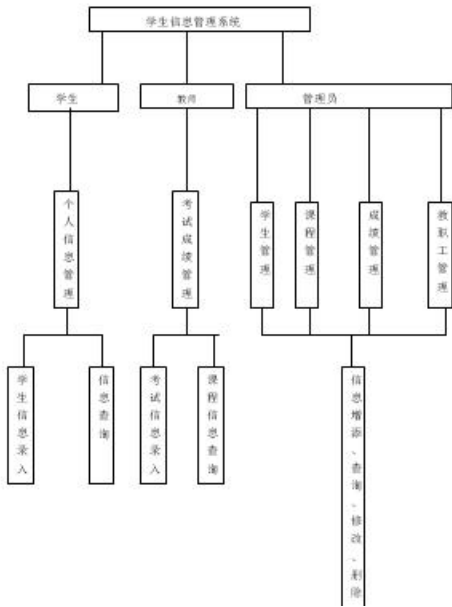 学生信息管理系统
学生
教师
管理员
个人信息管理
考试成绩管理
学生管理
课程管理
成绩管理
教职工管理
学生信息录入
信息查询
考试信息录入
课程信息查询
信息增添、查询、修改、删除